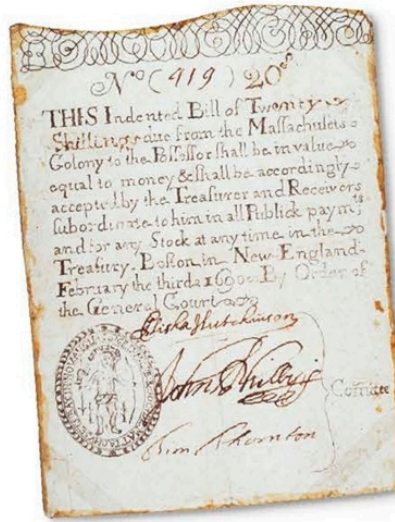 Nº (919) 20s
THIS Indented Bill of Twenty
Shillings due from the Massachusets
Colony to the Possessor shall be in value
equal to money & shall be accordingly
accepted by the Treasurer and Receivers
subordinate to him in all Publick paymts
and for any Stock at any time in the
Treasury. Boston in New-England
February the third 1690. By Order of
the General Court
Elisha Hutchinson
John Phillips
Comittee
Tim Thornton